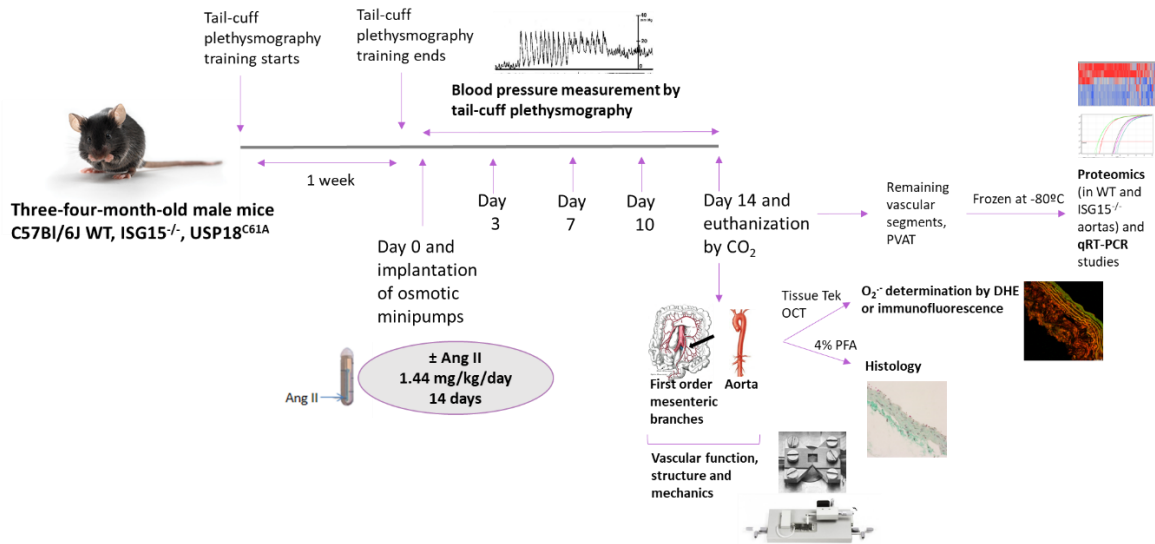 Tail-cuff
plethysmography
training starts
Tail-cuff
plethysmography
training ends
Blood pressure measurement by
tail-cuff plethysmography
1 week
Three-four-month-old male mice
C57Bl/6J WT, ISG15-/-, USP18C61A
Day 0 and
implantation
of osmotic
minipumps
Day
3
Day
7
Day
10
Day 14 and
euthanization
by CO2
Remaining
vascular
segments,
PVAT
Frozen at -80ºC
Proteomics
(in WT and
ISG15-/-
aortas) and
qRT-PCR
studies
Ang II
± Ang II
1.44 mg/kg/day
14 days
First order
mesenteric
branches
Aorta
Vascular function,
structure and
mechanics
Tissue Tek
OCT
4% PFA
O2·- determination by DHE
or immunofluorescence
Histology